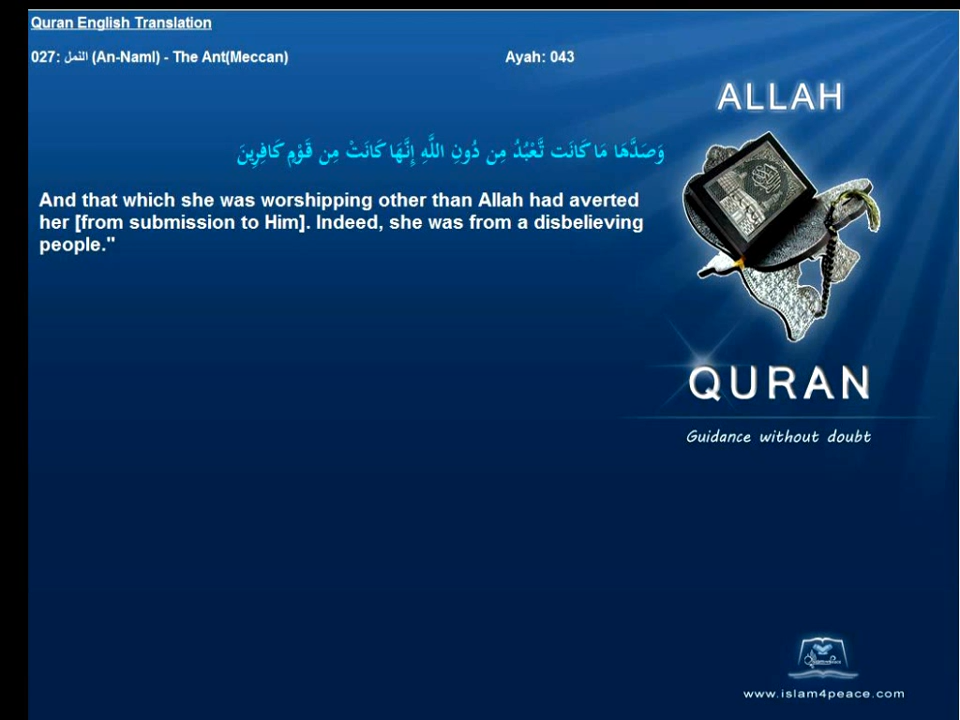 Quran English Translation
027: النمل (An-Naml) - The Ant(Meccan) Ayah: 043
ALLAH
وَصَدَّهَا مَا كَانَت تَّعْبُدُ مِن دُونِ اللَّهِ إِنَّهَا كَانَتْ مِن قَوْمٍ كَافِرِينَ
And that which she was worshipping other than Allah had averted
her [from submission to Him]. Indeed, she was from a disbelieving
people."
QURAN
Guidance without doubt
www.islam4peace.com